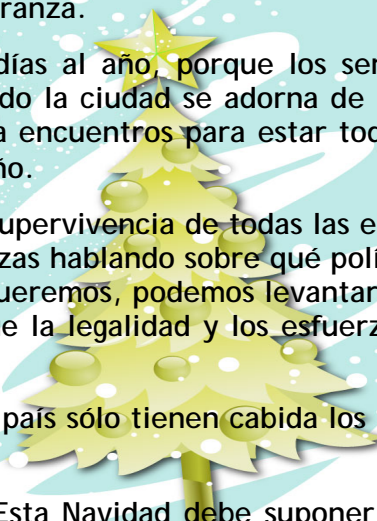 ranza.
días al año, porque los ser
do la ciudad se adorna de
a encuentros para estar tod
ño.
upervivencia de todas las e
zas hablando sobre qué polí
ueremos, podemos levantar
e la legalidad y los esfuerz
país sólo tienen cabida los
Esta Navidad debe suponer